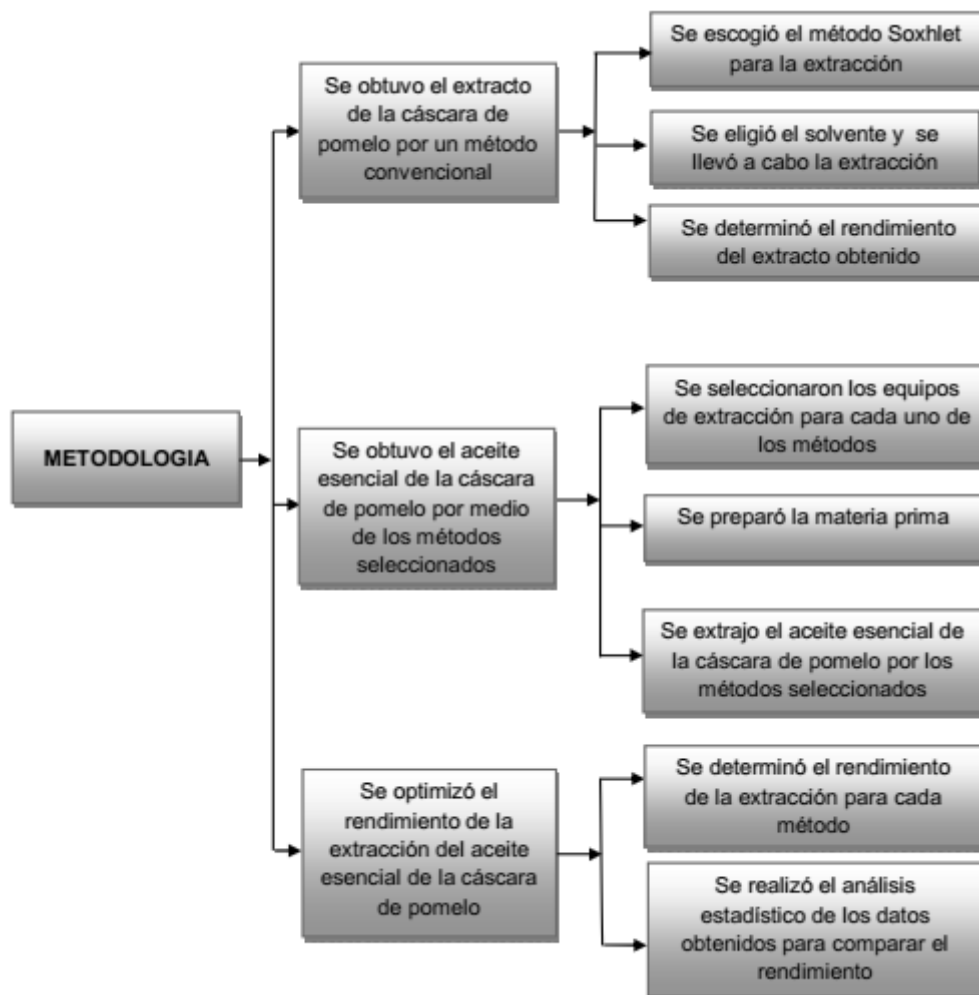 METODOLOGIA
Se obtuvo el extracto
de la cáscara de
pomelo por un método
convencional
Se escogió el método Soxhlet
para la extracción
Se eligió el solvente y se
llevó a cabo la extracción
Se determinó el rendimiento
del extracto obtenido
Se obtuvo el aceite
esencial de la cáscara
de pomelo por medio
de los métodos
seleccionados
Se seleccionaron los equipos
de extracción para cada uno de
los métodos
Se preparó la materia prima
Se extrajo el aceite esencial de
la cáscara de pomelo por los
métodos seleccionados
Se optimizó el
rendimiento de la
extracción del aceite
esencial de la cáscara
de pomelo
Se determinó el rendimiento
de la extracción para cada
método
Se realizó el análisis
estadístico de los datos
obtenidos para comparar el
rendimiento